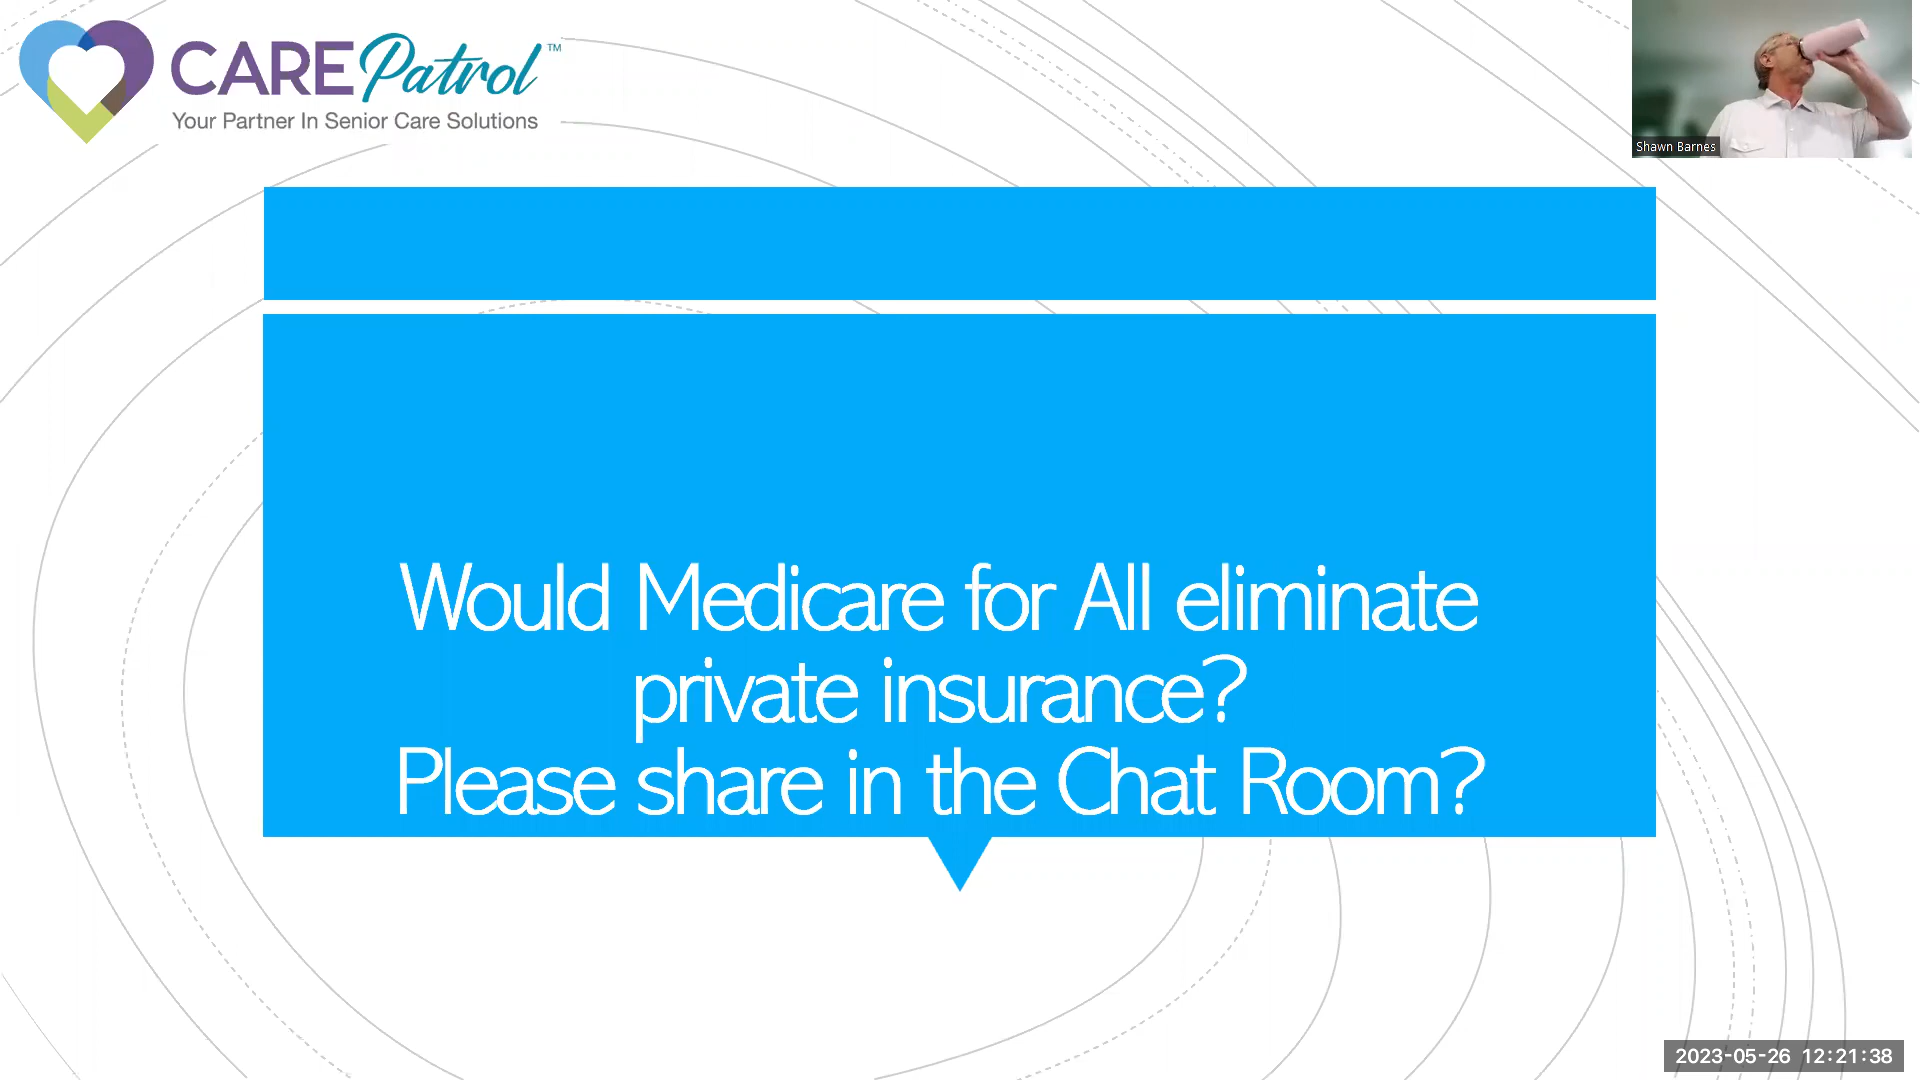 CAREPatrol™
Your Partner In Senior Care Solutions
Shawn Barnes
Would Medicare for All eliminate
private insurance?
Please share in the Chat Room?
2023-05-26 12:21:38